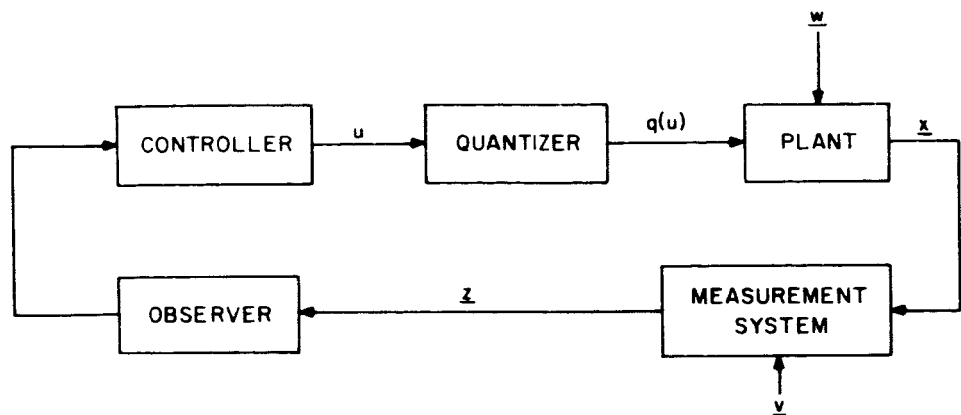 w
CONTROLLER
u
QUANTIZER
q(u)
PLANT
x
OBSERVER
z
MEASUREMENT
SYSTEM
v